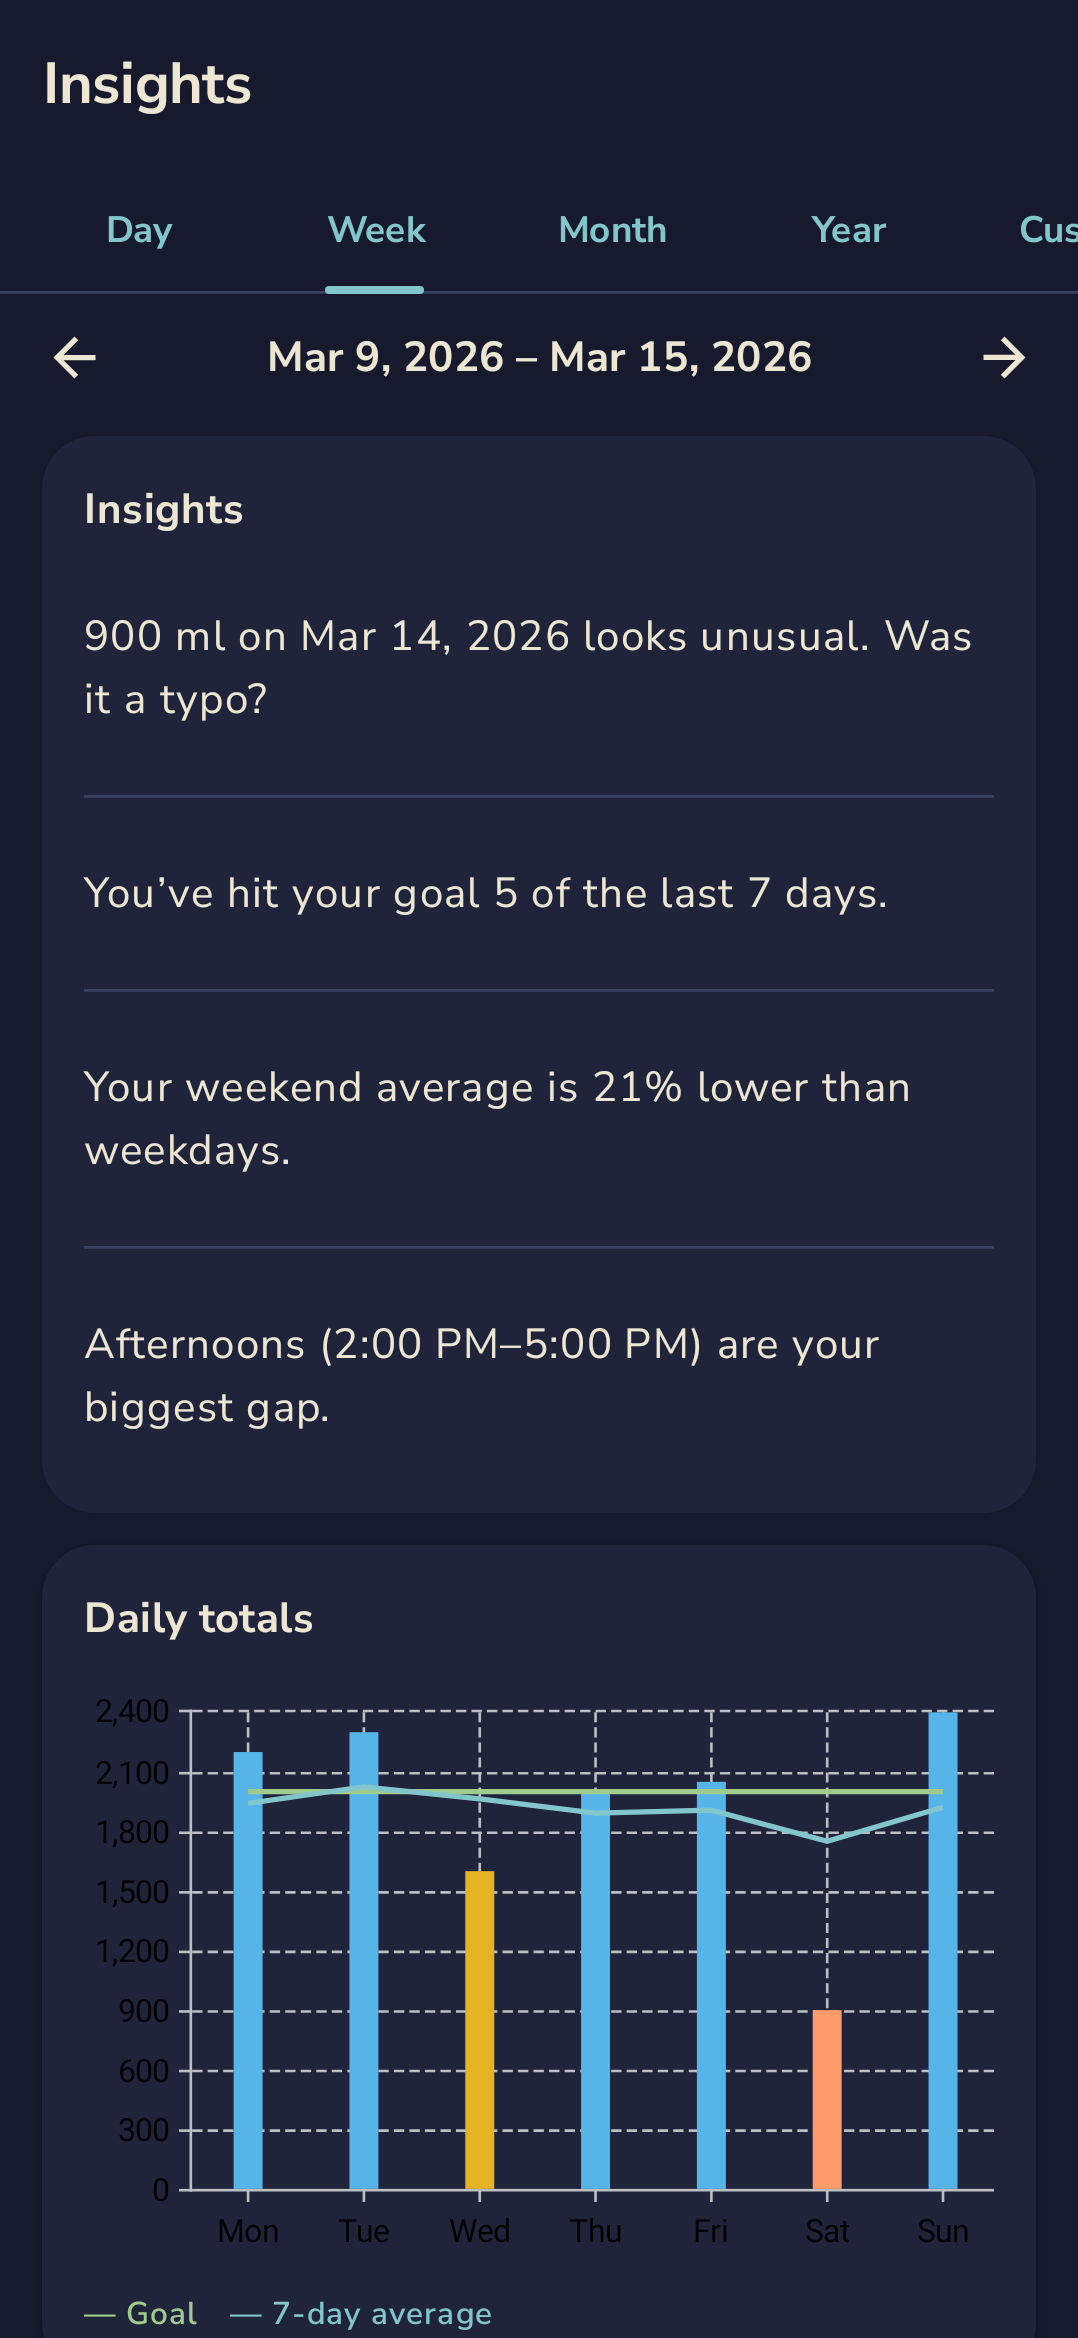 Insights
Day Week Month Year Cus
Mar 9, 2026 – Mar 15, 2026
Insights
900 ml on Mar 14, 2026 looks unusual. Was
it a typo?
You’ve hit your goal 5 of the last 7 days.
Your weekend average is 21% lower than
weekdays.
Afternoons (2:00 PM–5:00 PM) are your
biggest gap.
Daily totals
2,400
2,100
1,800
1,500
1,200
900
600
300
0
Mon Tue Wed Thu Fri Sat Sun
— Goal — 7-day average